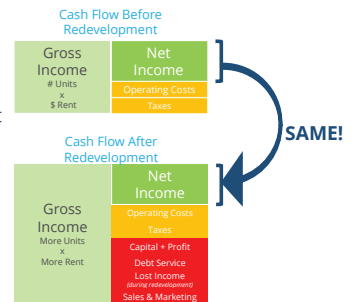 Cash Flow Before
Redevelopment
Gross
Income
# Units
x
$ Rent
Net
Income
Operating Costs
Taxes
t
SAME!
Cash Flow After
Redevelopment
Gross
Income
More Units
x
More Rent
Net
Income
Operating Costs
Taxes
Capital + Profit
Debt Service
Lost Income
(during redevelopment)
Sales & Marketing